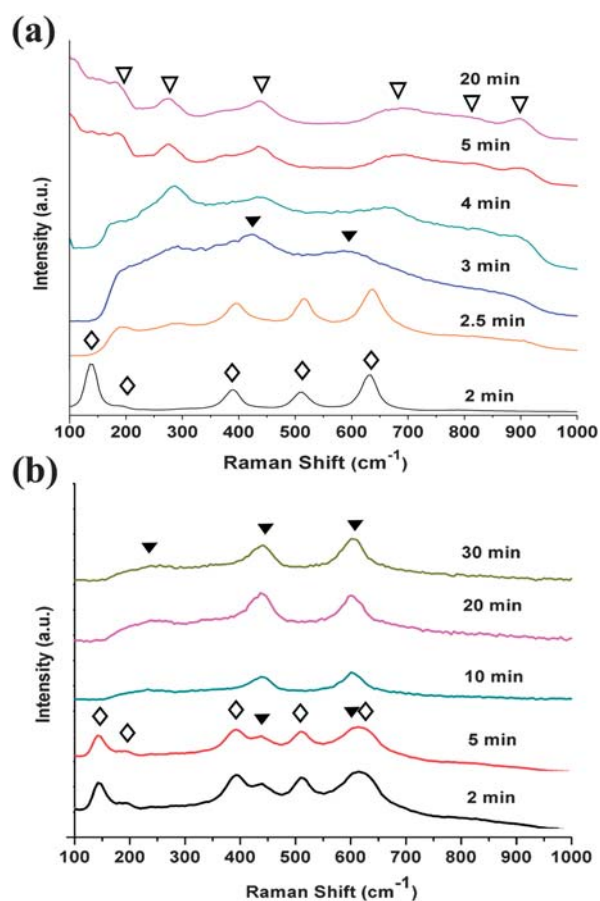 (a)
20 min
5 min
4 min
3 min
2.5 min
2 min
Intensity (a.u.)
100 200 300 400 500 600 700 800 900 1000
Raman Shift (cm⁻¹)
(b)
30 min
20 min
10 min
5 min
2 min
Intensity (a.u.)
100 200 300 400 500 600 700 800 900 1000
Raman Shift (cm⁻¹)